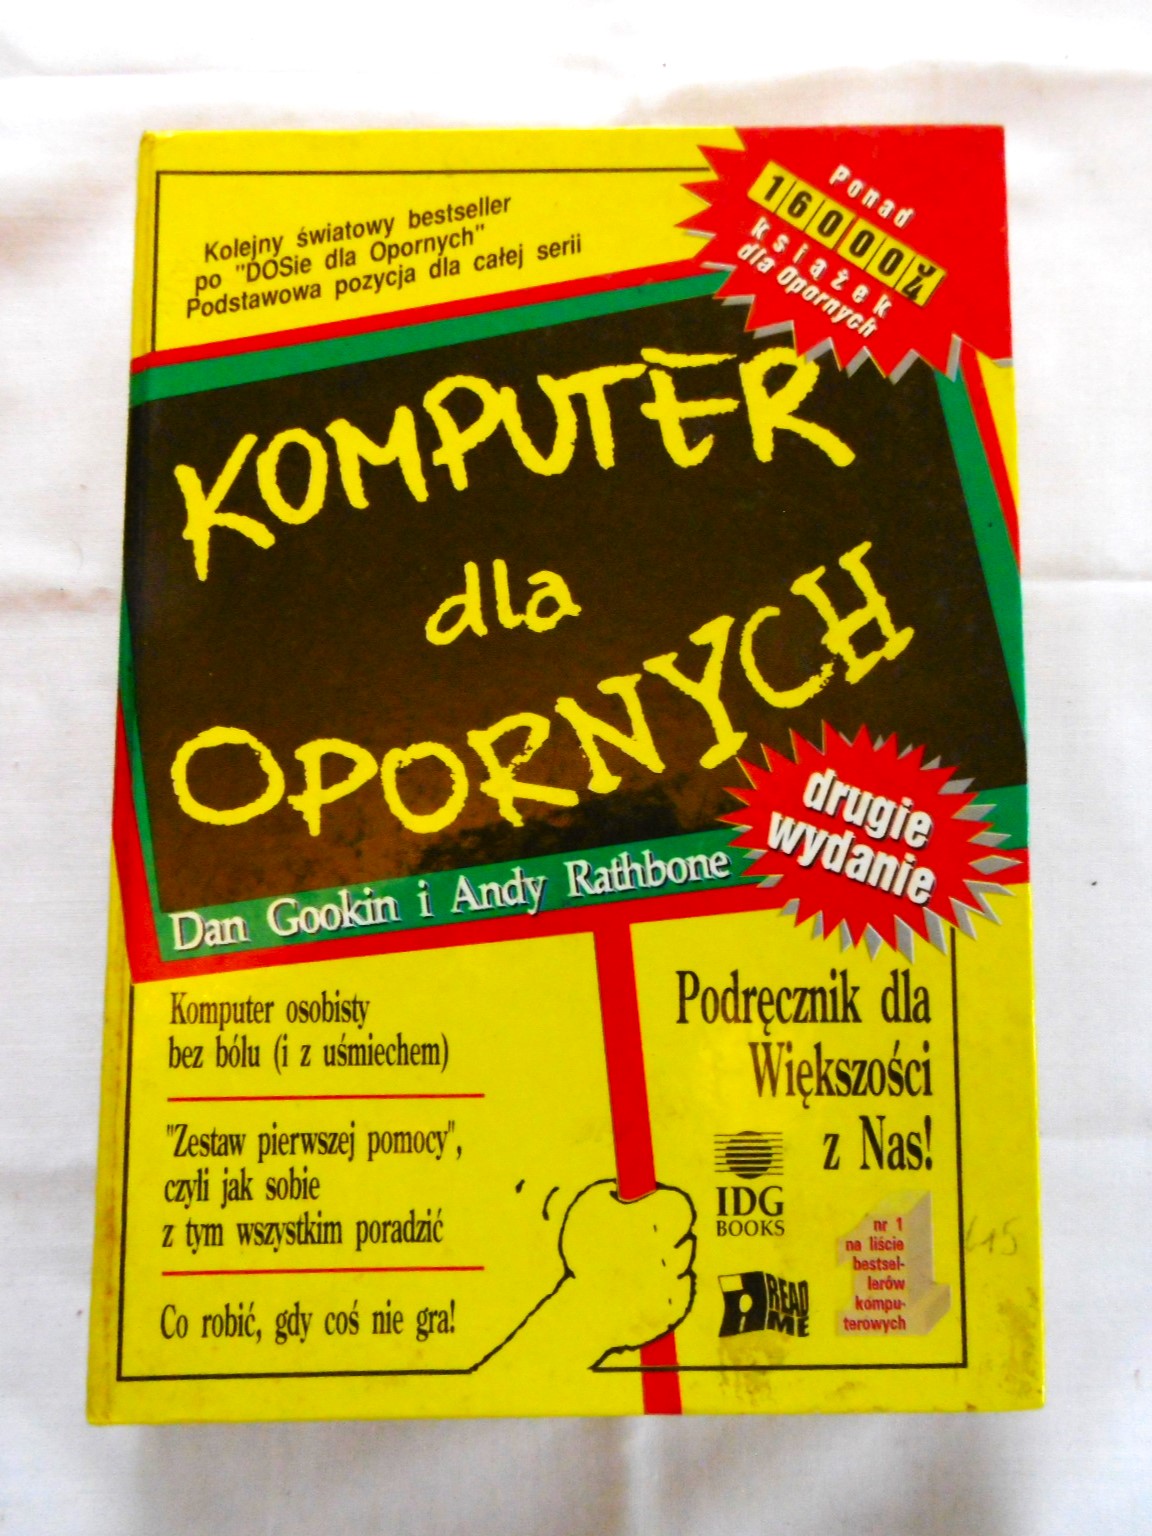 Kolejny światowy bestseller
po "DOSie dla Opornych"
Podstawowa pozycja dla całej serii
Ponad
16000
książek
dla Opornych
KOMPUTER
dla
OPORNYCH
drugie
wydanie
Dan Gookin i Andy Rathbone
Komputer osobisty
bez bólu (i z uśmiechem)
"Zestaw pierwszej pomocy",
czyli jak sobie
z tym wszystkim poradzić
Co robić, gdy coś nie gra!
Podręcznik dla
Większości
z Nas!
IDG
BOOKS
READ
ME
nr 1
na liście
bestsel-
lerów
kompu-
terowych